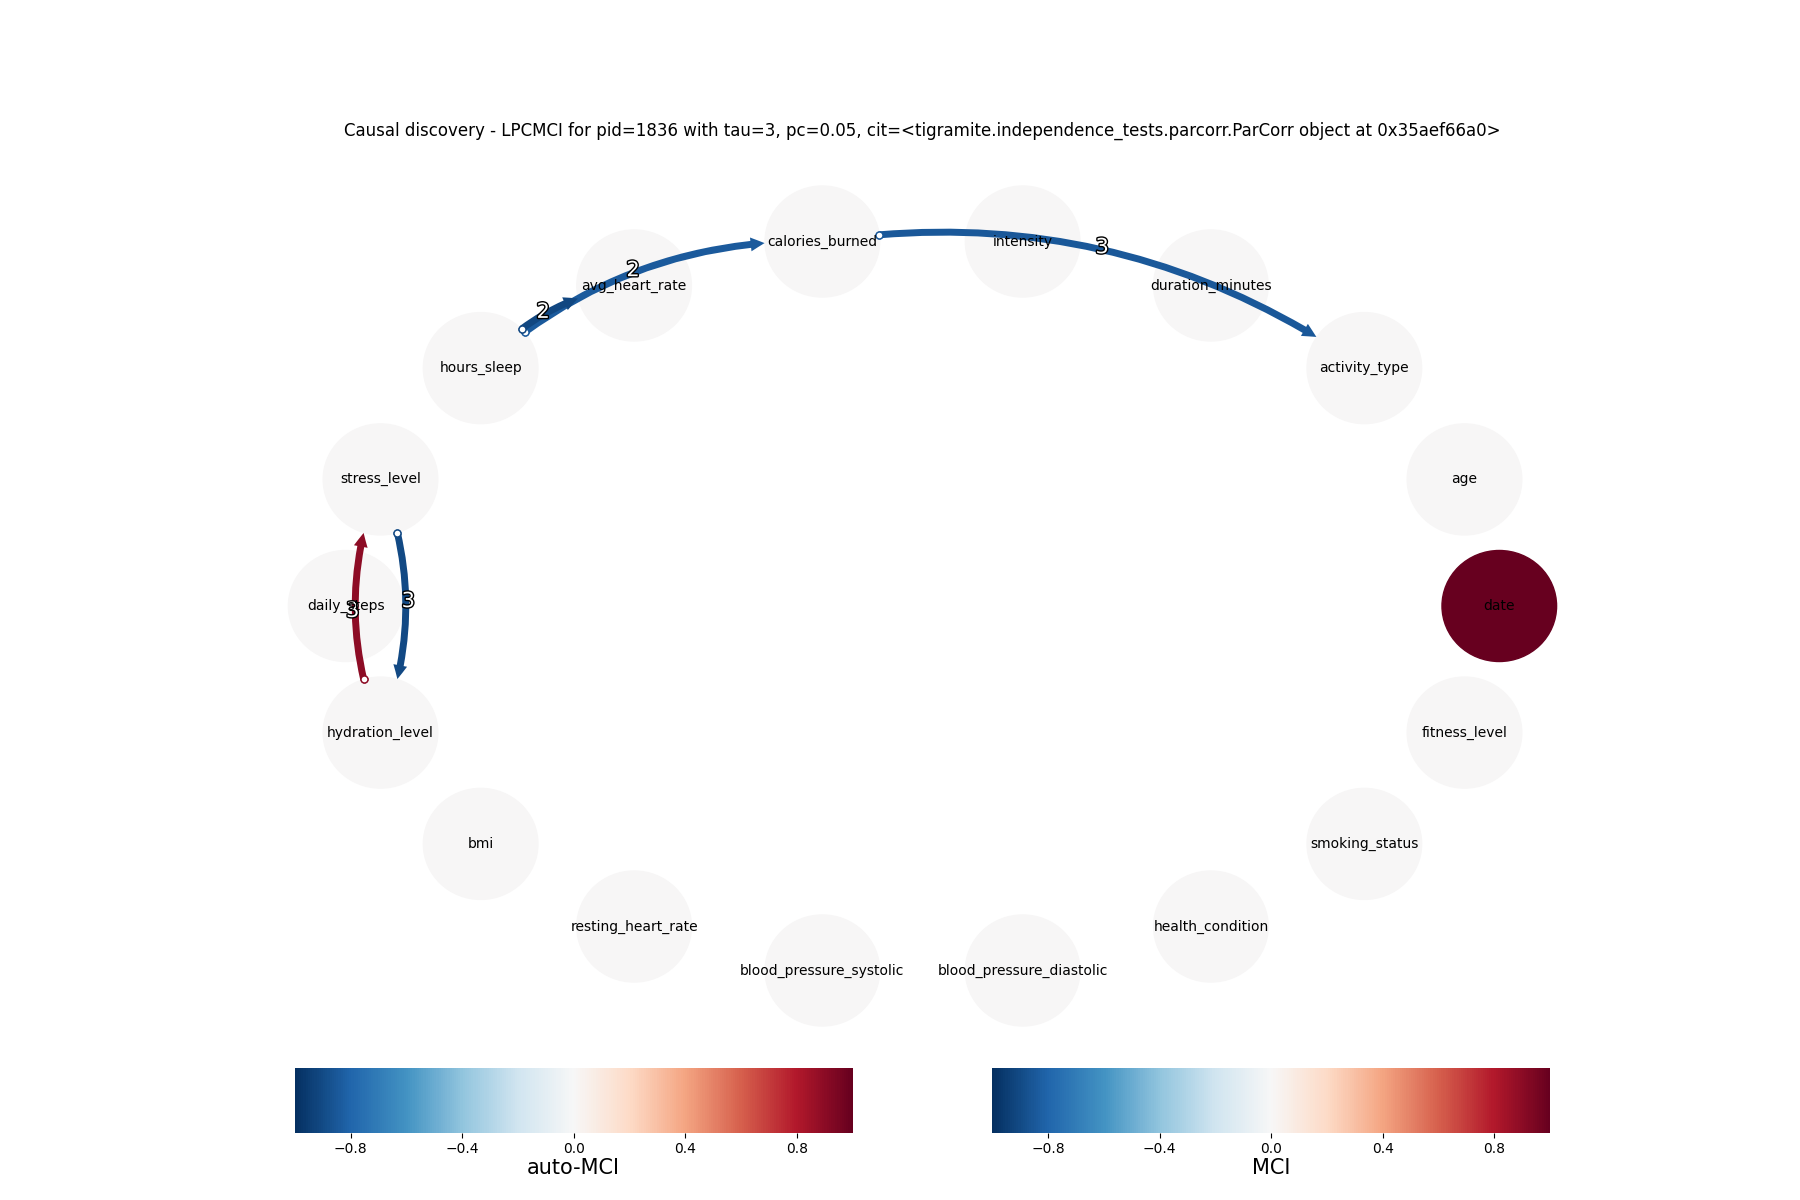 Causal discovery - LPCMCI for pid=1836 with tau=3, pc=0.05, cit=<tigramite.independence_tests.parcorr.ParCorr object at 0x35aef66a0>
calories_burned
intensity
3
2
avg_heart_rate
duration_minutes
2
hours_sleep
activity_type
stress_level
age
3
daily_steps
3
date
hydration_level
fitness_level
bmi
smoking_status
resting_heart_rate
health_condition
blood_pressure_systolic
blood_pressure_diastolic
−0.8 −0.4 0.0 0.4 0.8
auto-MCI
−0.8 −0.4 0.0 0.4 0.8
MCI